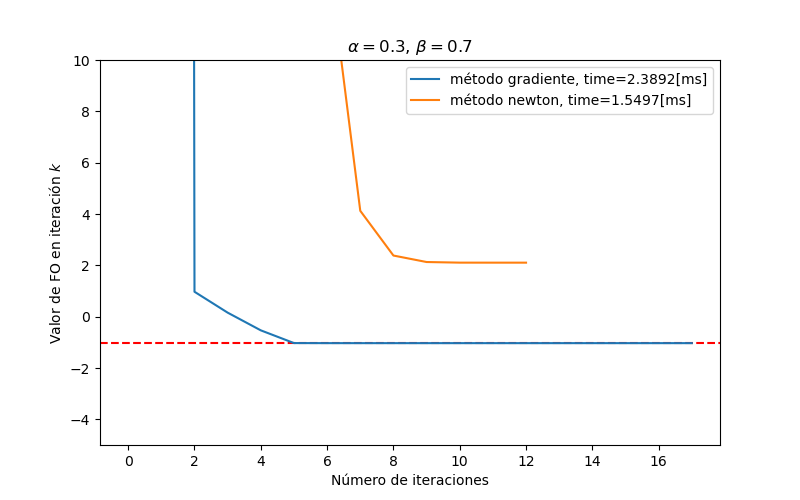 α = 0.3, β = 0.7
método gradiente, time=2.3892[ms]
método newton, time=1.5497[ms]
Valor de FO en iteración k
10
8
6
4
2
0
−2
−4
0 2 4 6 8 10 12 14 16
Número de iteraciones